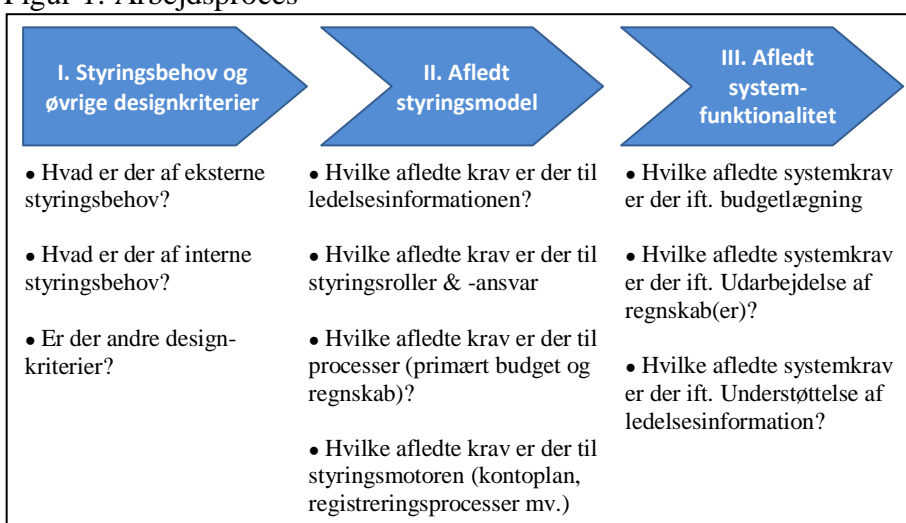 Figur 1: Arbejdsproces
I. Styringsbehov og
øvrige designkriterier
• Hvad er der af eksterne
styringsbehov?
• Hvad er der af interne
styringsbehov?
• Er der andre design-
kriterier?
II. Afledt
styringsmodel
• Hvilke afledte krav er der til
ledelsesinformationen?
• Hvilke afledte krav er der til
styringsroller & -ansvar
• Hvilke afledte krav er der til
processer (primært budget og
regnskab)?
• Hvilke afledte krav er der til
styringsmotoren (kontoplan,
registreringsprocesser mv.)
III. Afledt
system-
funktionalitet
• Hvilke afledte systemkrav
er der ift. budgetlægning
• Hvilke afledte systemkrav
er der ift. Udarbejdelse af
regnskab(er)?
• Hvilke afledte systemkrav
er der ift. Understøttelse af
ledelsesinformation?